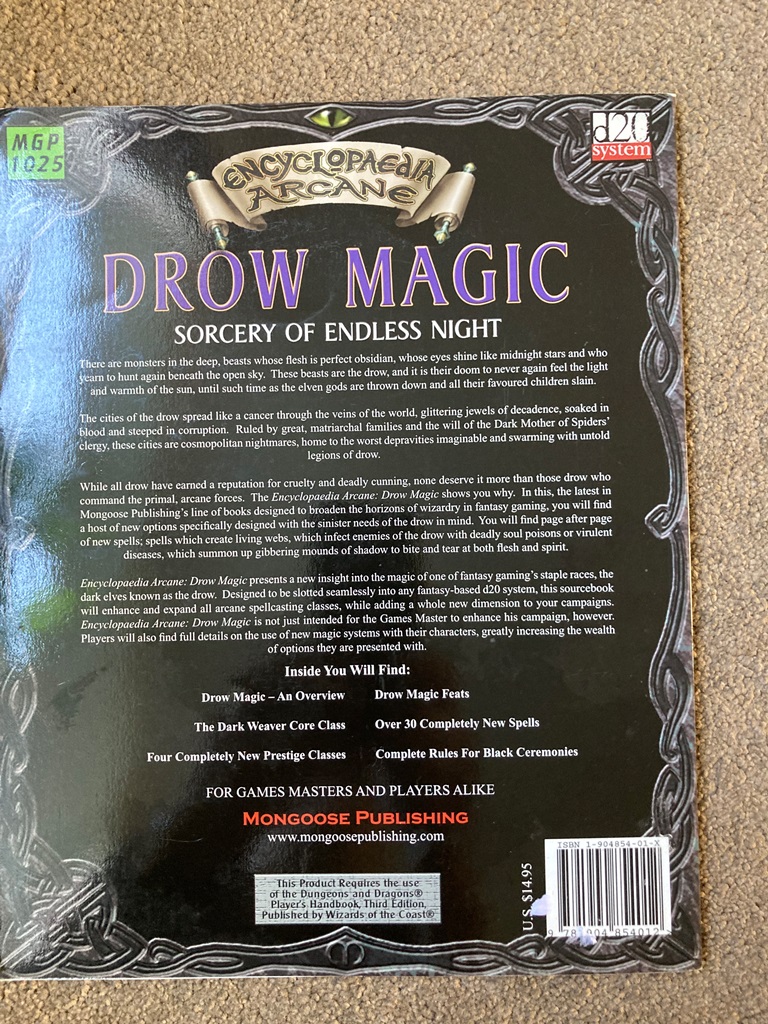 MGP
1025
d20
system
ENCYCLOPAEDIA
ARCANE
DROW MAGIC
SORCERY OF ENDLESS NIGHT
There are monsters in the deep, beasts whose flesh is perfect obsidian, whose eyes shine like midnight stars and who
yearn to hunt again beneath the open sky. These beasts are the drow, and it is their doom to never again feel the light
and warmth of the sun, until such time as the elven gods are thrown down and all their favoured children slain.
The cities of the drow spread like a cancer through the veins of the world, glittering jewels of decadence, soaked in
blood and steeped in corruption. Ruled by great, matriarchal families and the will of the Dark Mother of Spiders'
clergy, these cities are cosmopolitan nightmares, home to the worst depravities imaginable and swarming with untold
legions of drow.
While all drow have earned a reputation for cruelty and deadly cunning, none deserve it more than those drow who
command the primal, arcane forces. The Encyclopaedia Arcane: Drow Magic shows you why. In this, the latest in
Mongoose Publishing's line of books designed to broaden the horizons of wizardry in fantasy gaming, you will find
a host of new options specifically designed with the sinister needs of the drow in mind. You will find page after page
of new spells; spells which create living webs, which infect enemies of the drow with deadly soul poisons or virulent
diseases, which summon up gibbering mounds of shadow to bite and tear at both flesh and spirit.
Encyclopaedia Arcane: Drow Magic presents a new insight into the magic of one of fantasy gaming's staple races, the
dark elves known as the drow. Designed to be slotted seamlessly into any fantasy-based d20 system, this sourcebook
will enhance and expand all arcane spellcasting classes, while adding a whole new dimension to your campaigns.
Encyclopaedia Arcane: Drow Magic is not just intended for the Games Master to enhance his campaign, however.
Players will also find full details on the use of new magic systems with their characters, greatly increasing the wealth
of options they are presented with.
Inside You Will Find:
Drow Magic – An Overview Drow Magic Feats
The Dark Weaver Core Class Over 30 Completely New Spells
Four Completely New Prestige Classes Complete Rules For Black Ceremonies
FOR GAMES MASTERS AND PLAYERS ALIKE
MONGOOSE PUBLISHING
www.mongoosepublishing.com
This Product Requires the use
of the Dungeons and Dragons®
Player's Handbook, Third Edition,
Published by Wizards of the Coast®
U.S. $14.95
ISBN 1-904854-01-X
9 781904 854012